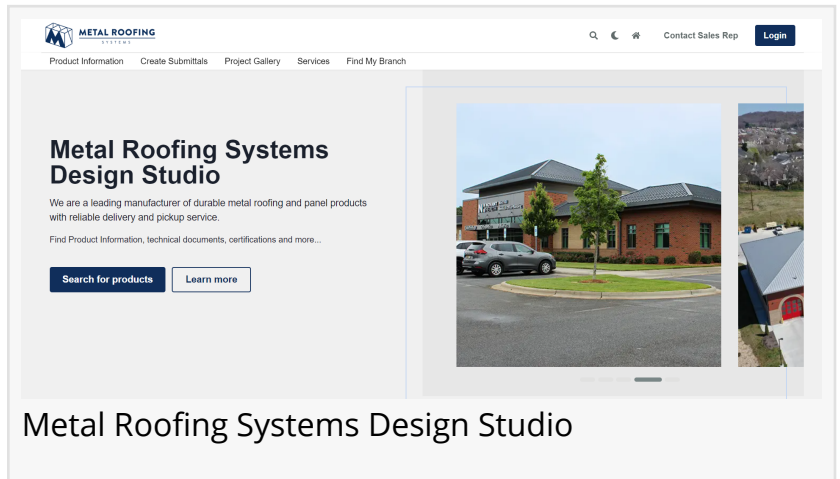 METAL ROOFING
SYSTEMS
Contact Sales Rep
Login
Product Information
Create Submittals
Project Gallery
Services
Find My Branch
Metal Roofing Systems
Design Studio
We are a leading manufacturer of durable metal roofing and panel products
with reliable delivery and pickup service.
Find Product Information, technical documents, certifications and more...
Search for products
Learn more
Metal Roofing Systems Design Studio